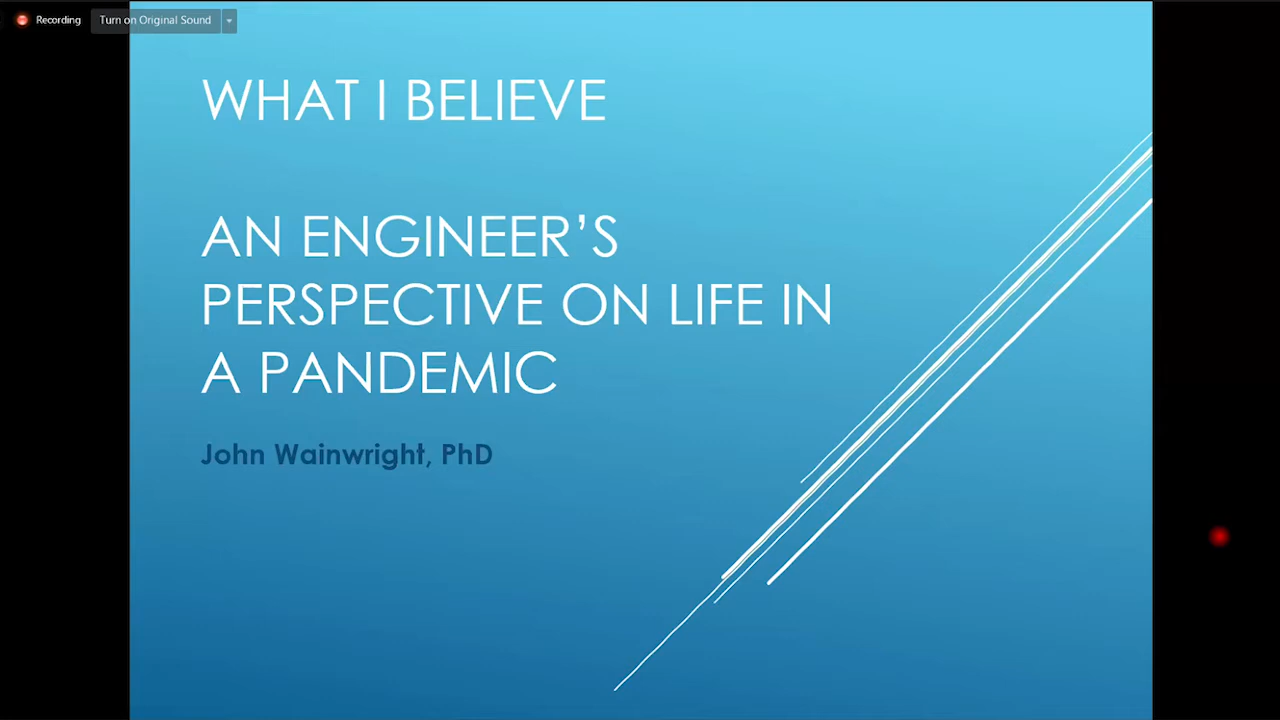 Recording
Turn on Original Sound
WHAT I BELIEVE
AN ENGINEER’S
PERSPECTIVE ON LIFE IN
A PANDEMIC
John Wainwright, PhD